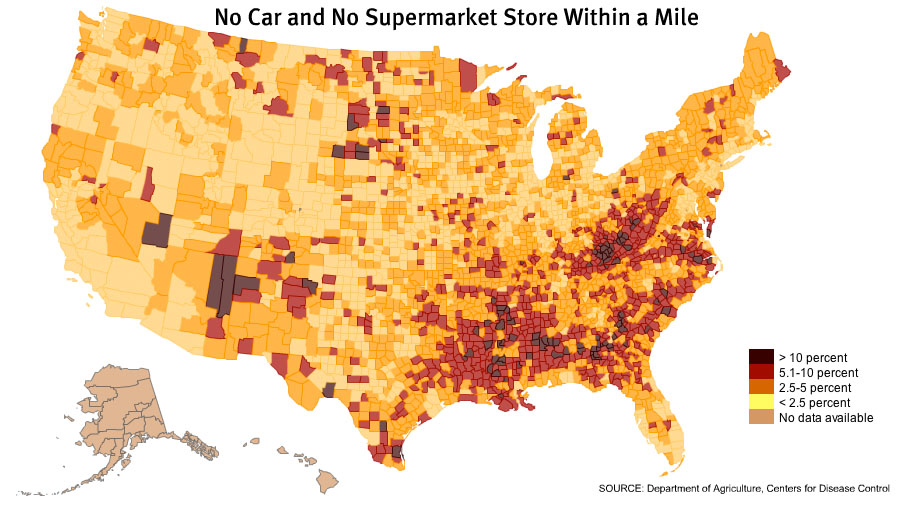 No Car and No Supermarket Store Within a Mile
> 10 percent
5.1-10 percent
2.5-5 percent
< 2.5 percent
No data available
SOURCE: Department of Agriculture, Centers for Disease Control